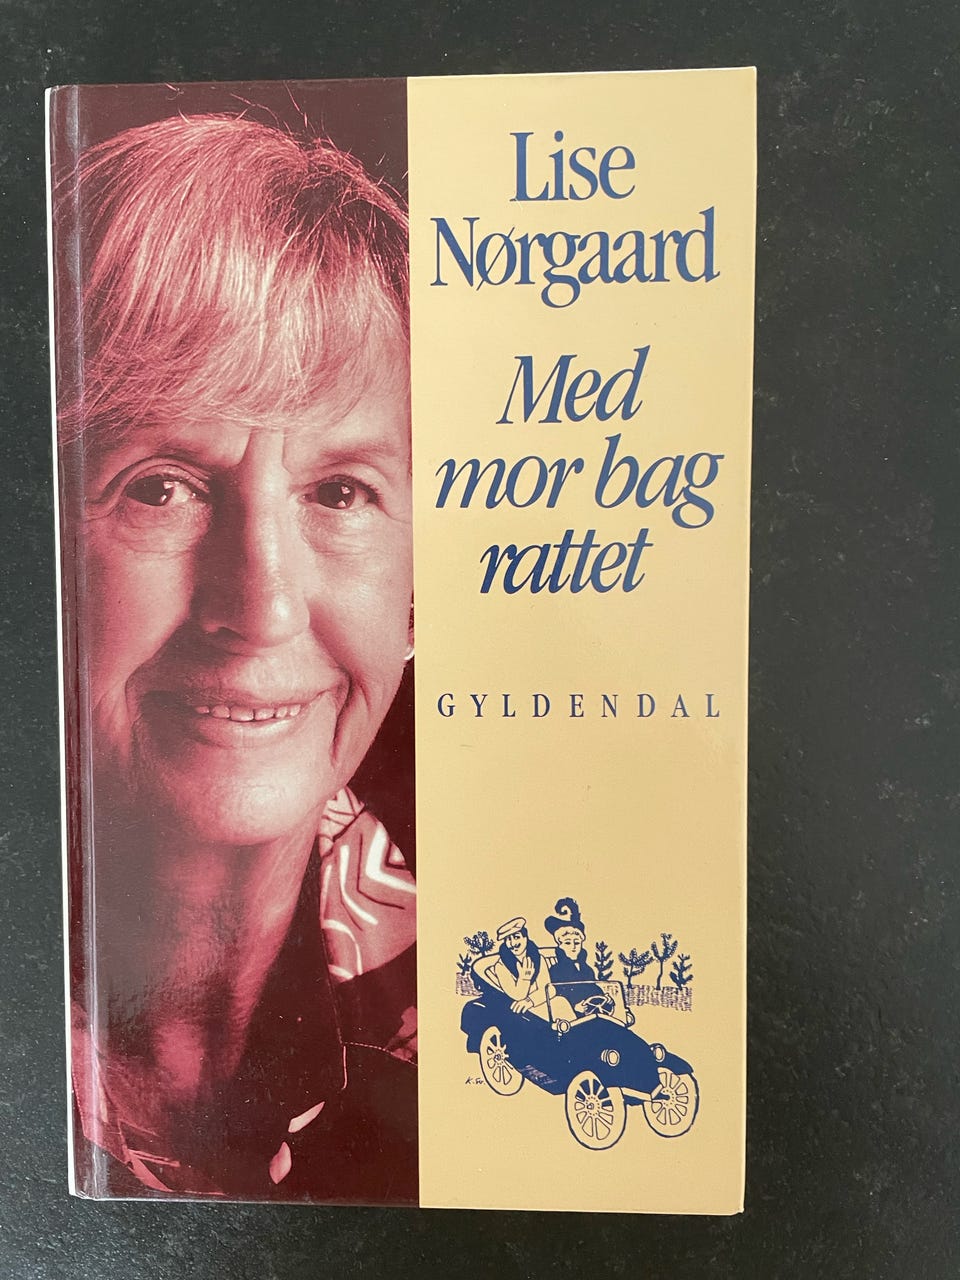 Lise
Nørgaard
Med
mor bag
rattet
GYLDENDAL